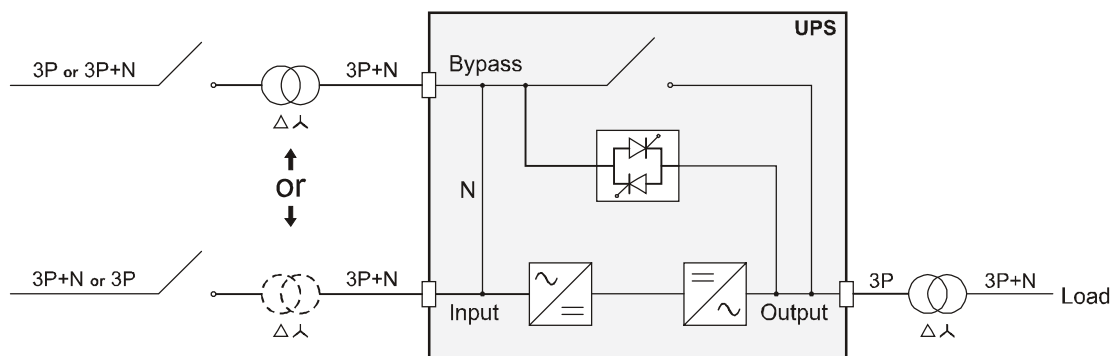 UPS
3P or 3P+N
3P+N
Bypass
or
N
3P+N or 3P
3P+N
Input
Output
3P
3P+N
Load